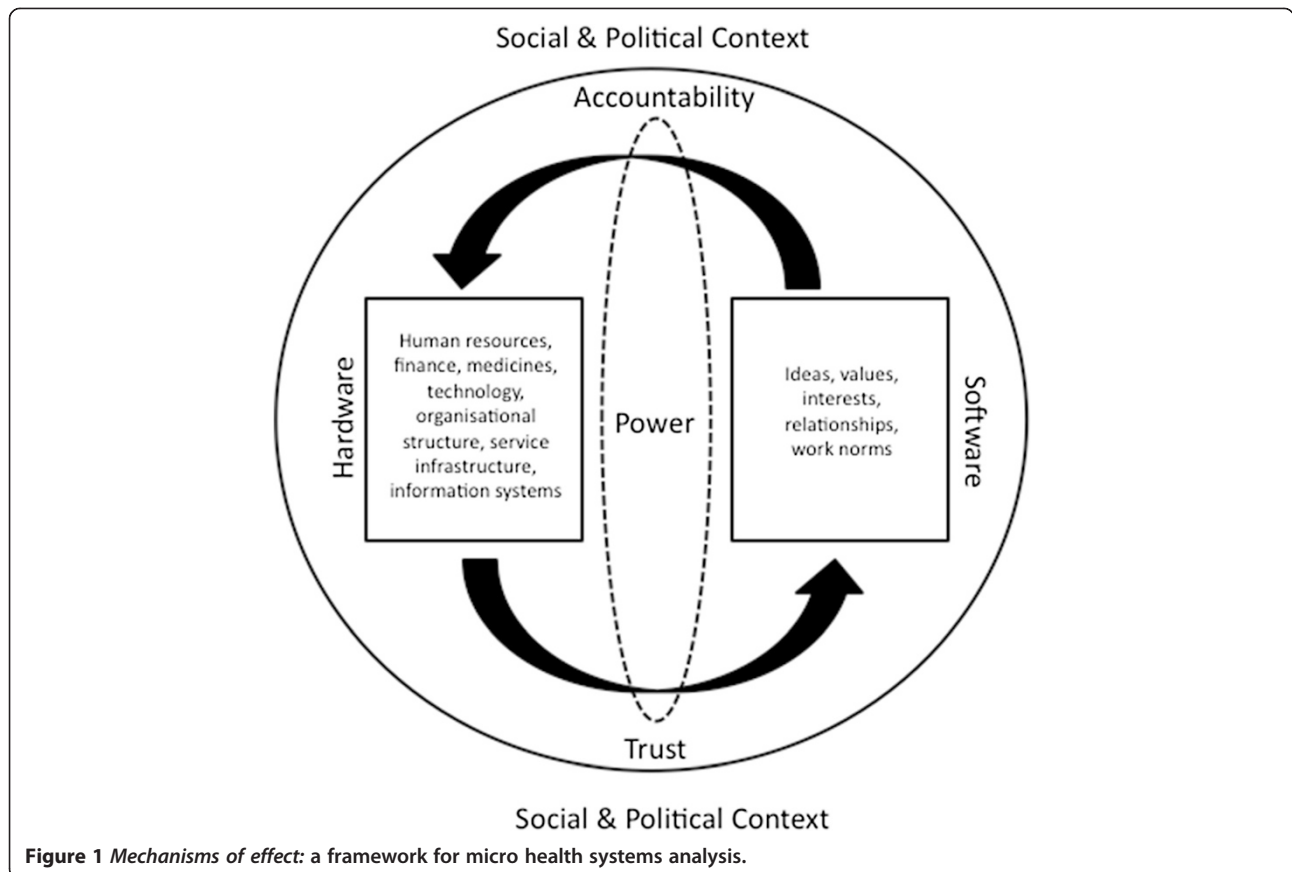 Social & Political Context
Accountability
Hardware
Human resources,
finance, medicines,
technology,
organisational
structure, service
infrastructure,
information systems
Power
Ideas, values,
interests,
relationships,
work norms
Software
Trust
Social & Political Context
Figure 1 Mechanisms of effect: a framework for micro health systems analysis.